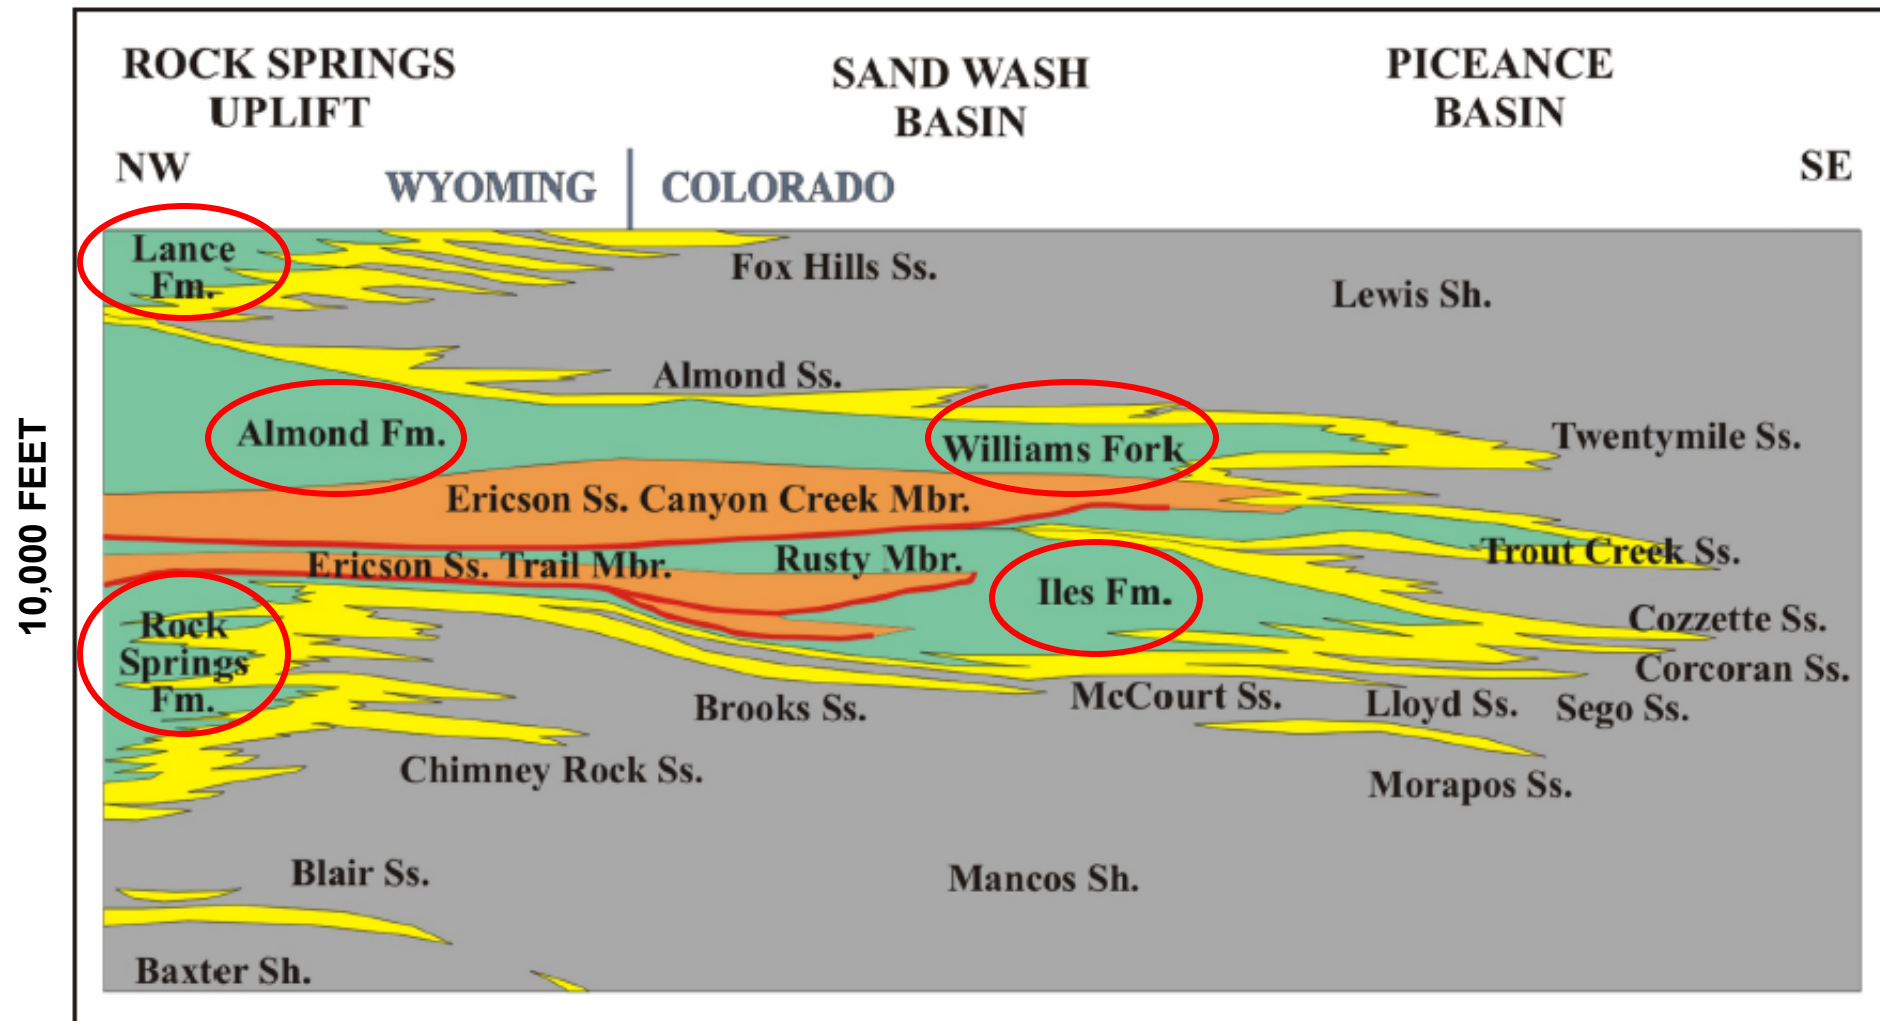 ROCK SPRINGS
UPLIFT
SAND WASH
BASIN
PICEANCE
BASIN
NW
SE
WYOMING
COLORADO
Lance
Fm.
Fox Hills Ss.
Lewis Sh.
Almond Ss.
Almond Fm.
Williams Fork
Twentymile Ss.
Ericson Ss. Canyon Creek Mbr.
Ericson Ss. Trail Mbr.
Rusty Mbr.
Trout Creek Ss.
Iles Fm.
Rock
Springs
Fm.
Cozzette Ss.
Corcoran Ss.
Brooks Ss.
McCourt Ss.
Lloyd Ss.
Sego Ss.
Chimney Rock Ss.
Morapos Ss.
Blair Ss.
Mancos Sh.
Baxter Sh.
10,000 FEET